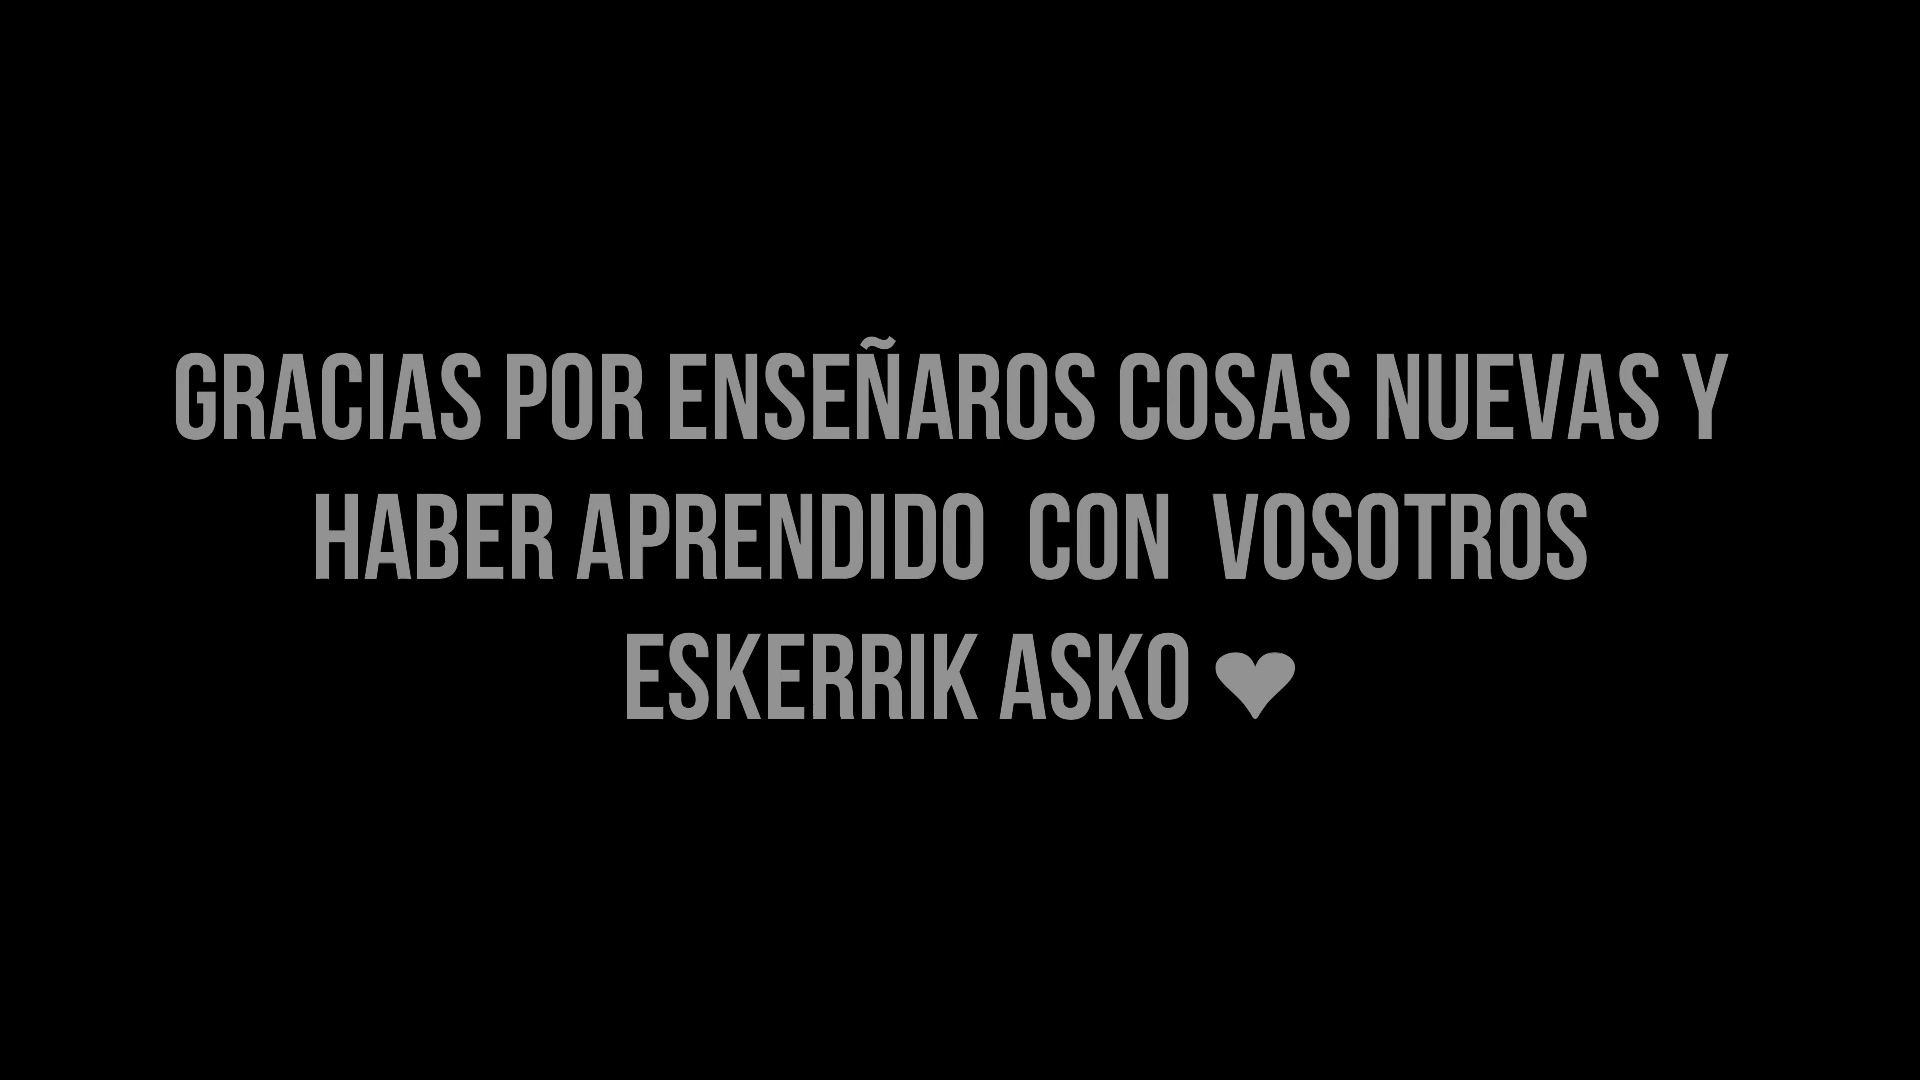 GRACIAS POR ENSEÑAROS COSAS NUEVAS Y
HABER APRENDIDO CON VOSOTROS
ESKERRIK ASKO ❤